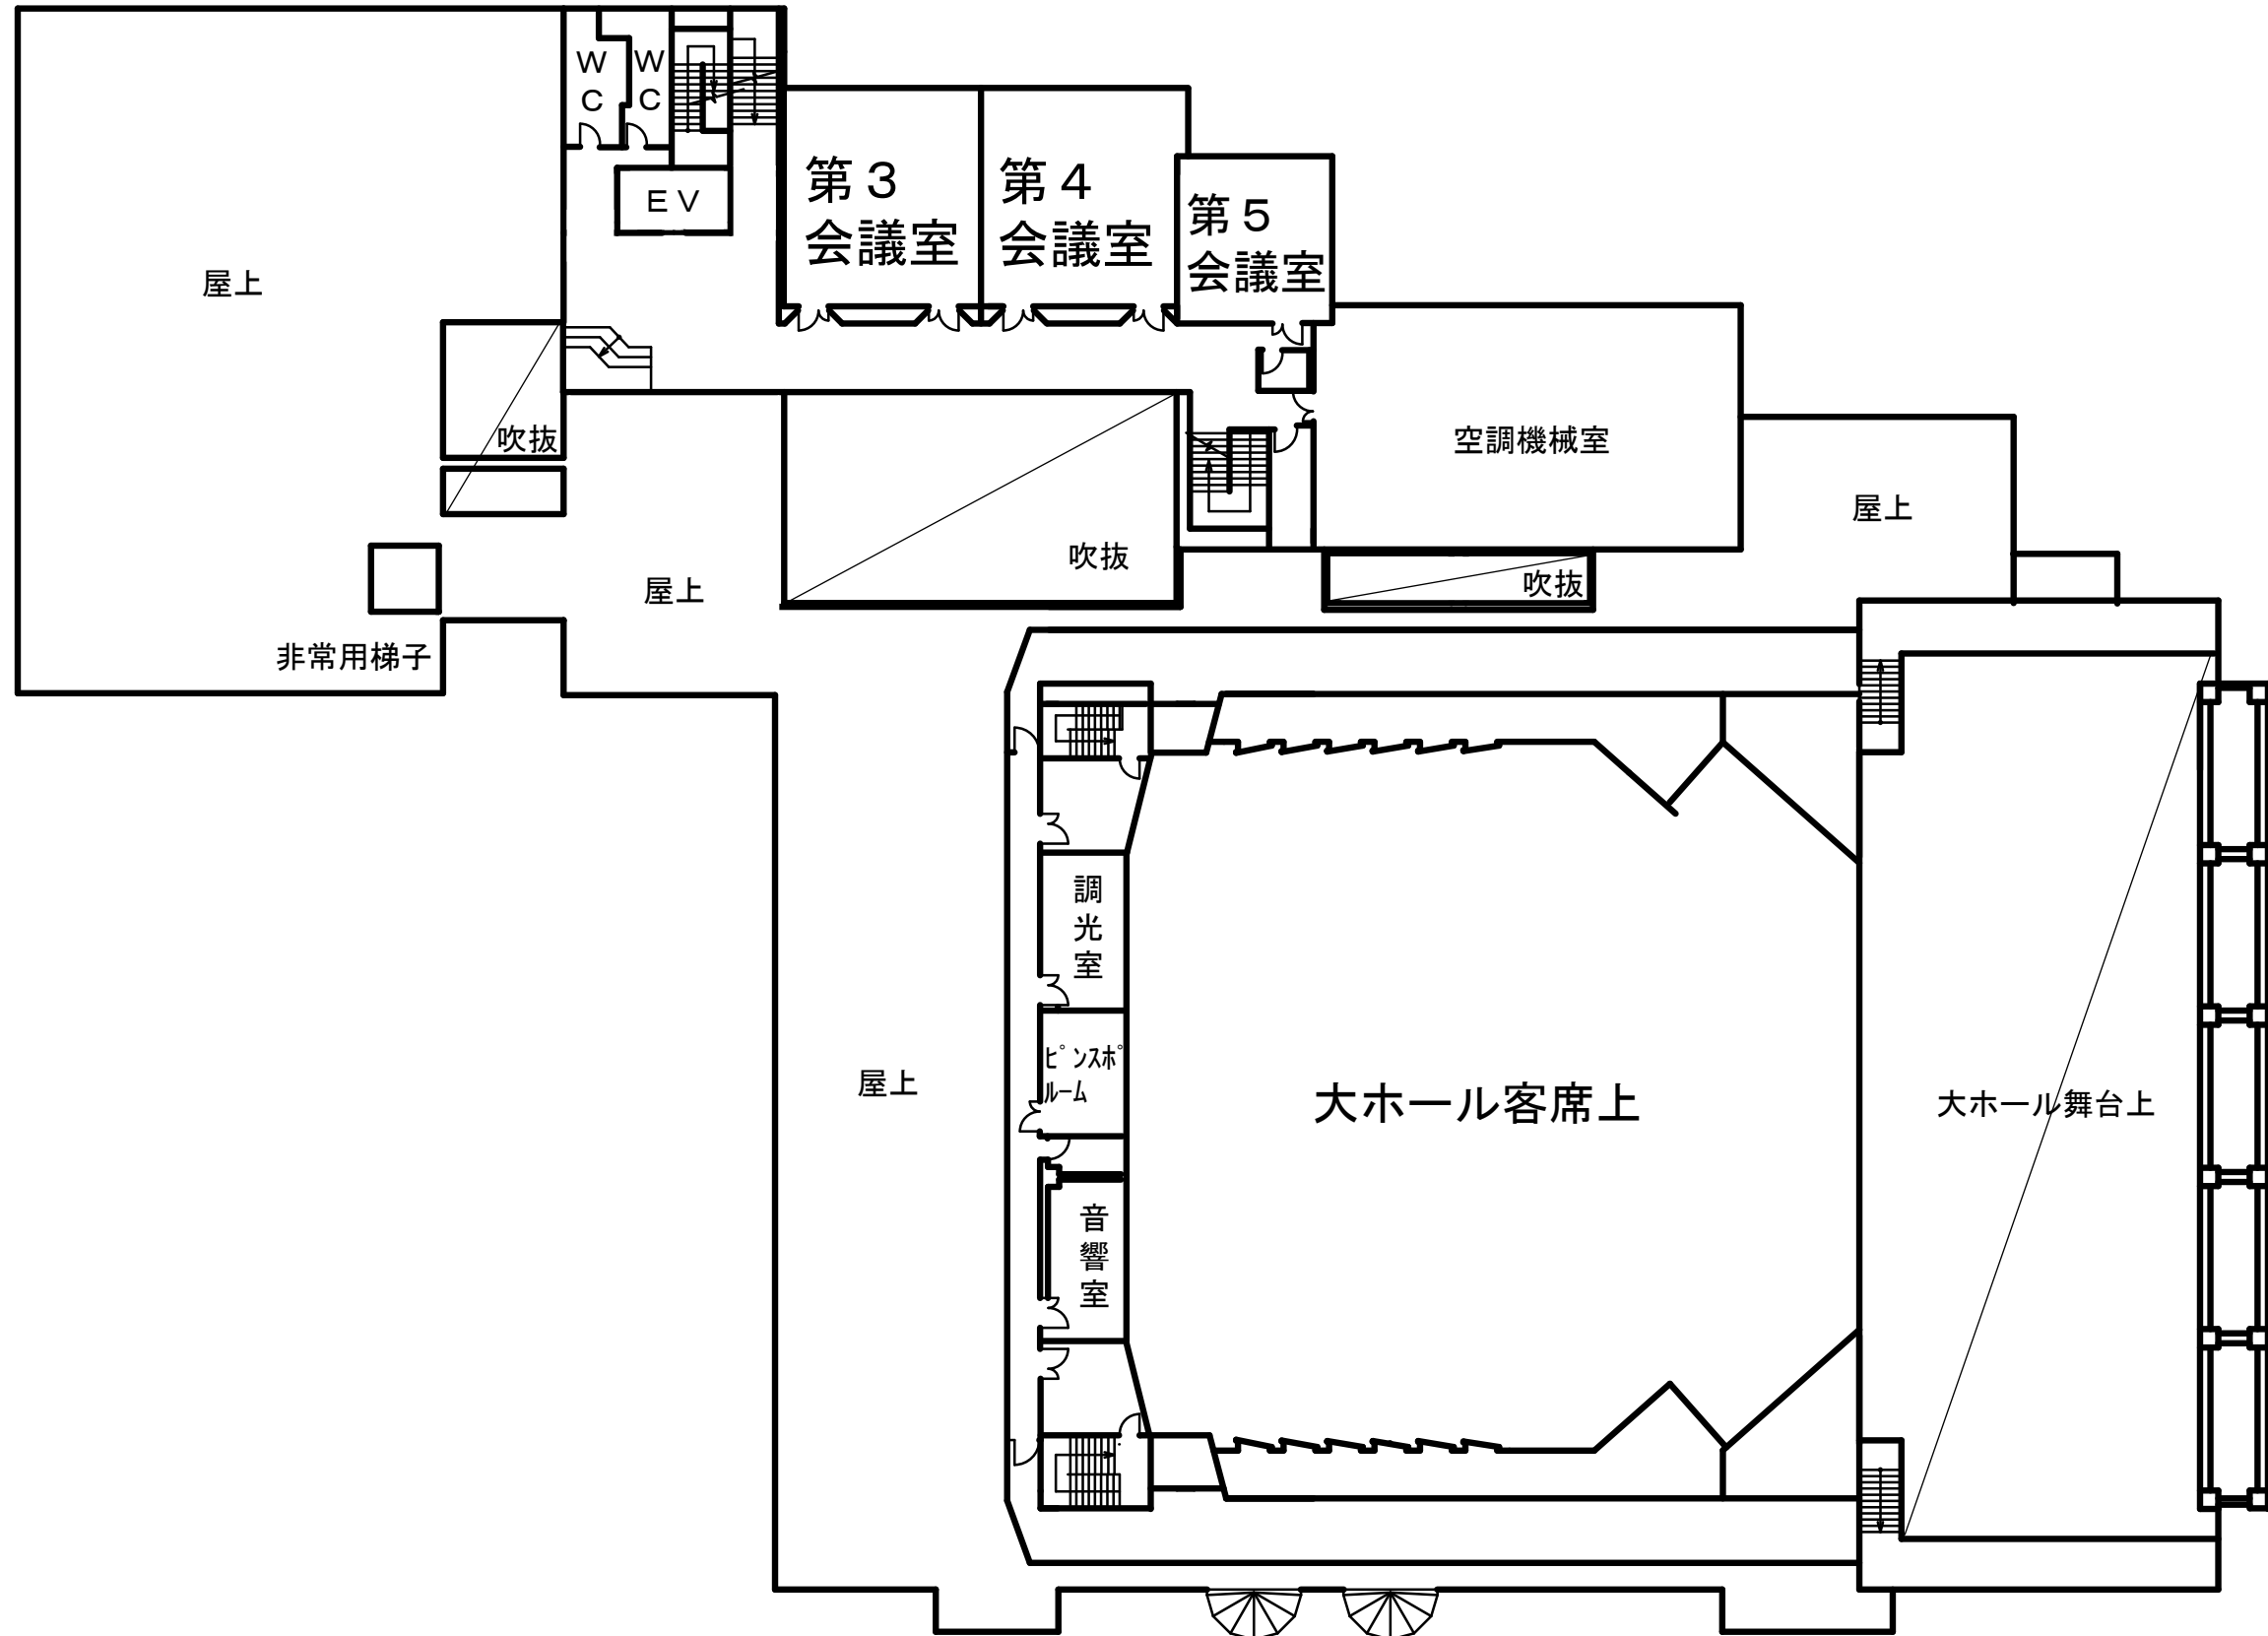 WC
WC
EV
第３
会議室
第４
会議室
第５
会議室
屋上
吹抜
空調機械室
屋上
吹抜
吹抜
屋上
非常用梯子
調光室
ﾋﾟﾝｽﾎﾟ
ﾙｰﾑ
屋上
大ホール客席上
大ホール舞台上
音響室